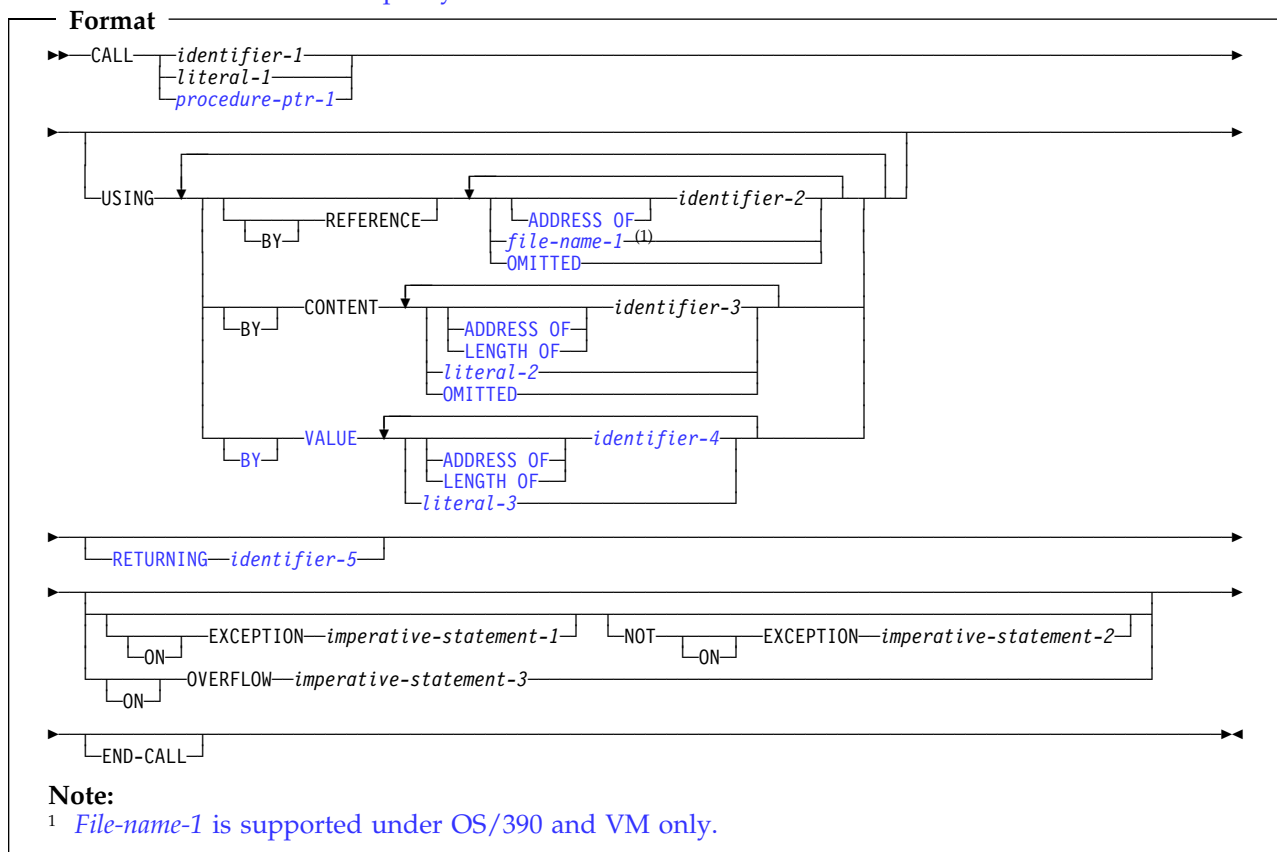 Format
CALL identifier-1
literal-1
procedure-ptr-1
USING
BY REFERENCE ADDRESS OF identifier-2
file-name-1 (1)
OMITTED
BY CONTENT ADDRESS OF identifier-3
LENGTH OF
literal-2
OMITTED
BY VALUE ADDRESS OF identifier-4
LENGTH OF
literal-3
RETURNING identifier-5
ON EXCEPTION imperative-statement-1 NOT ON EXCEPTION imperative-statement-2
ON OVERFLOW imperative-statement-3
END-CALL
Note:
1 File-name-1 is supported under OS/390 and VM only.